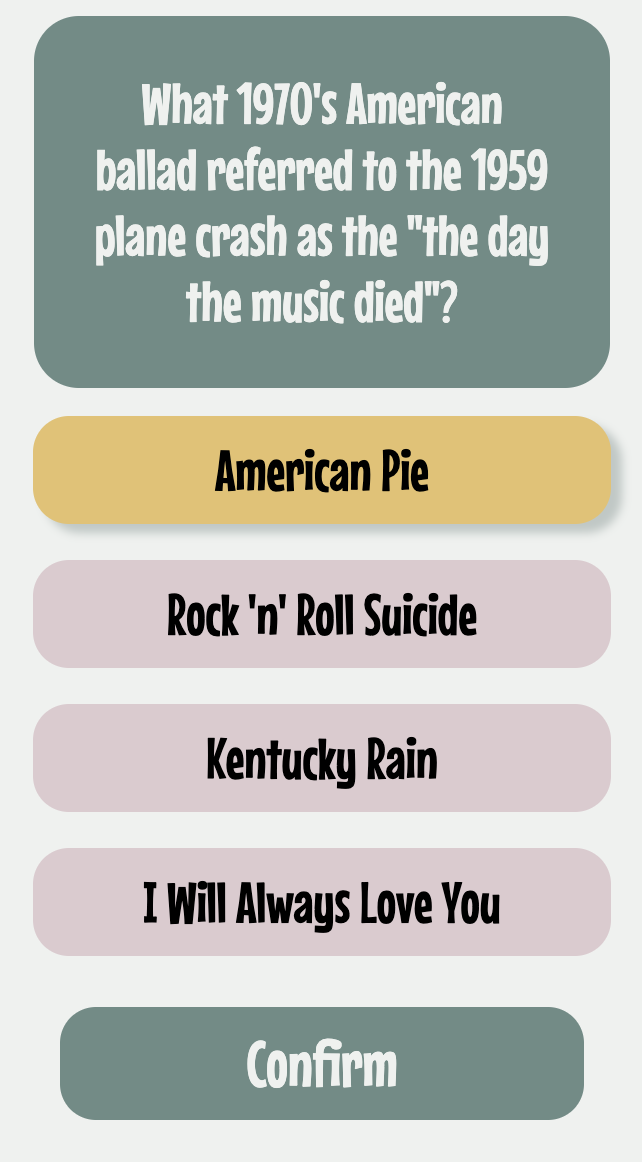 What 1970's American
ballad referred to the 1959
plane crash as the "the day
the music died"?
American Pie
Rock 'n' Roll Suicide
Kentucky Rain
I Will Always Love You
Confirm